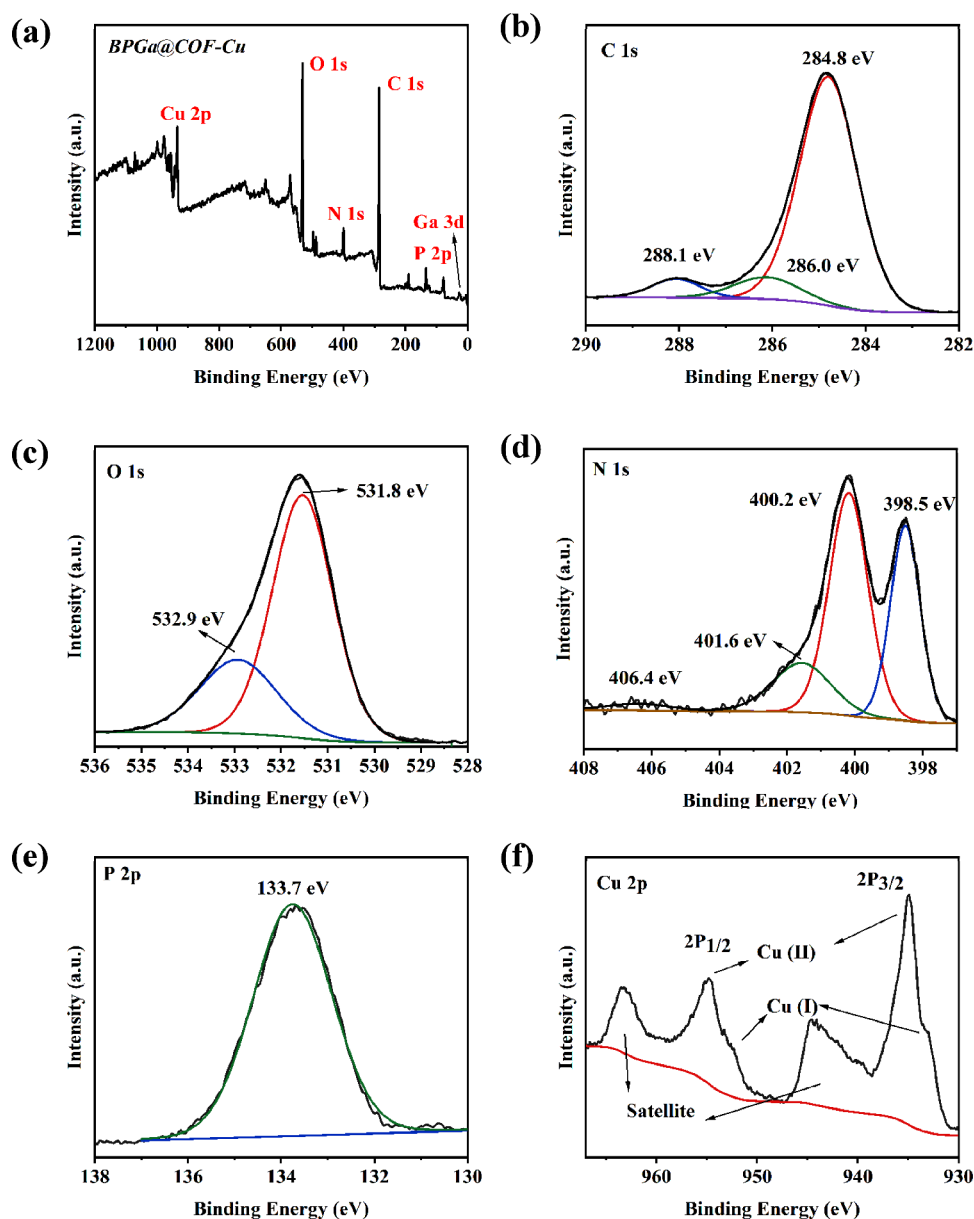 (a)
BPGa@COF-Cu
O 1s
C 1s
Cu 2p
N 1s
Ga 3d
P 2p
Intensity (a.u.)
1200 1000 800 600 400 200 0
Binding Energy (eV)
(b)
C 1s
284.8 eV
288.1 eV
286.0 eV
Intensity (a.u.)
290 288 286 284 282
Binding Energy (eV)
(c)
O 1s
531.8 eV
532.9 eV
Intensity (a.u.)
536 535 534 533 532 531 530 529 528
Binding Energy (eV)
(d)
N 1s
400.2 eV
398.5 eV
401.6 eV
406.4 eV
Intensity (a.u.)
408 406 404 402 400 398
Binding Energy (eV)
(e)
P 2p
133.7 eV
Intensity (a.u.)
138 136 134 132 130
Binding Energy (eV)
(f)
Cu 2p
2P3/2
2P1/2
Cu (II)
Cu (I)
Satellite
Intensity (a.u.)
960 950 940 930
Binding Energy (eV)